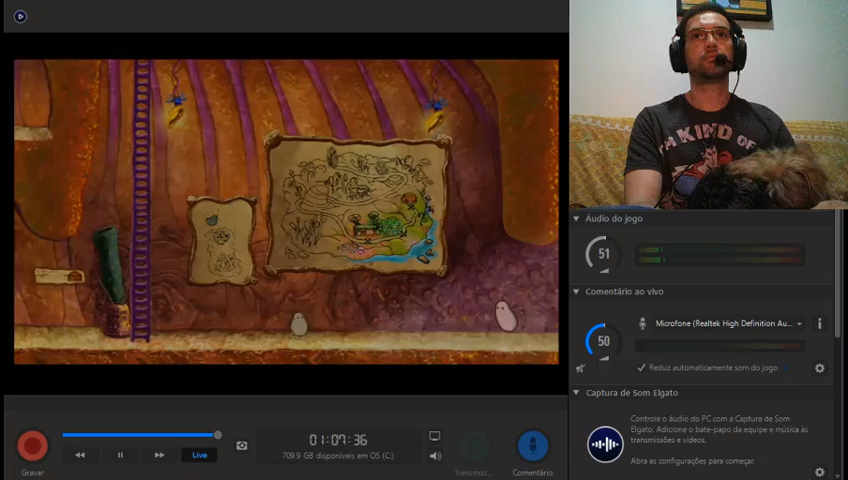 I'M KIND OF
Áudio do jogo
51
Comentário ao vivo
50
Microfone (Realtek High Definition Au...
Reduz automaticamente som do jogo
Captura de Som Elgato
Controle o áudio do PC com a Captura de Som
Elgato. Adicione o bate-papo da equipe e música às
transmissões e vídeos.
Abra as configurações para começar.
Gravar
Live
01:07:36
709.9 GB disponíveis em OS (C:)
Transmiss...
Comentário